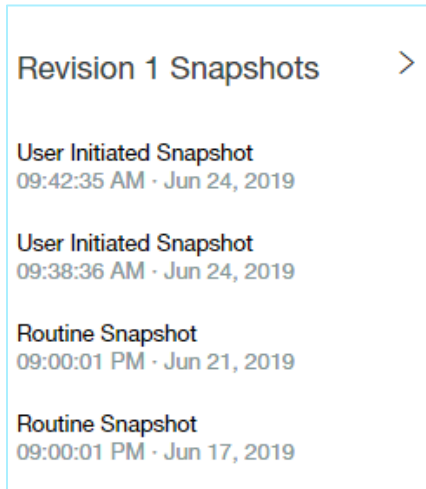 Revision 1 Snapshots
User Initiated Snapshot
09:42:35 AM · Jun 24, 2019
User Initiated Snapshot
09:38:36 AM · Jun 24, 2019
Routine Snapshot
09:00:01 PM · Jun 21, 2019
Routine Snapshot
09:00:01 PM · Jun 17, 2019